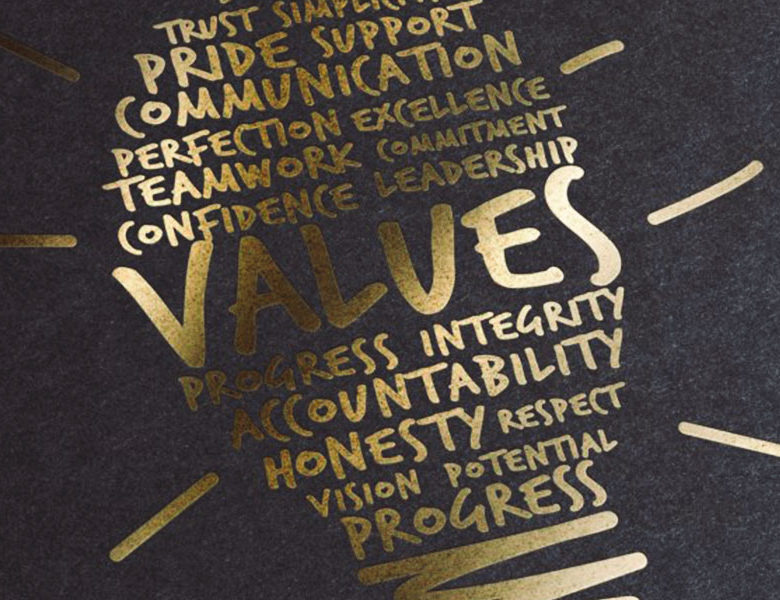 TRUST
PRIDE SUPPORT
COMMUNICATION
PERFECTION EXCELLENCE
TEAMWORK COMMITMENT
CONFIDENCE LEADERSHIP
VALUES
PROGRESS INTEGRITY
ACCOUNTABILITY
HONESTY RESPECT
VISION POTENTIAL
PROGRESS